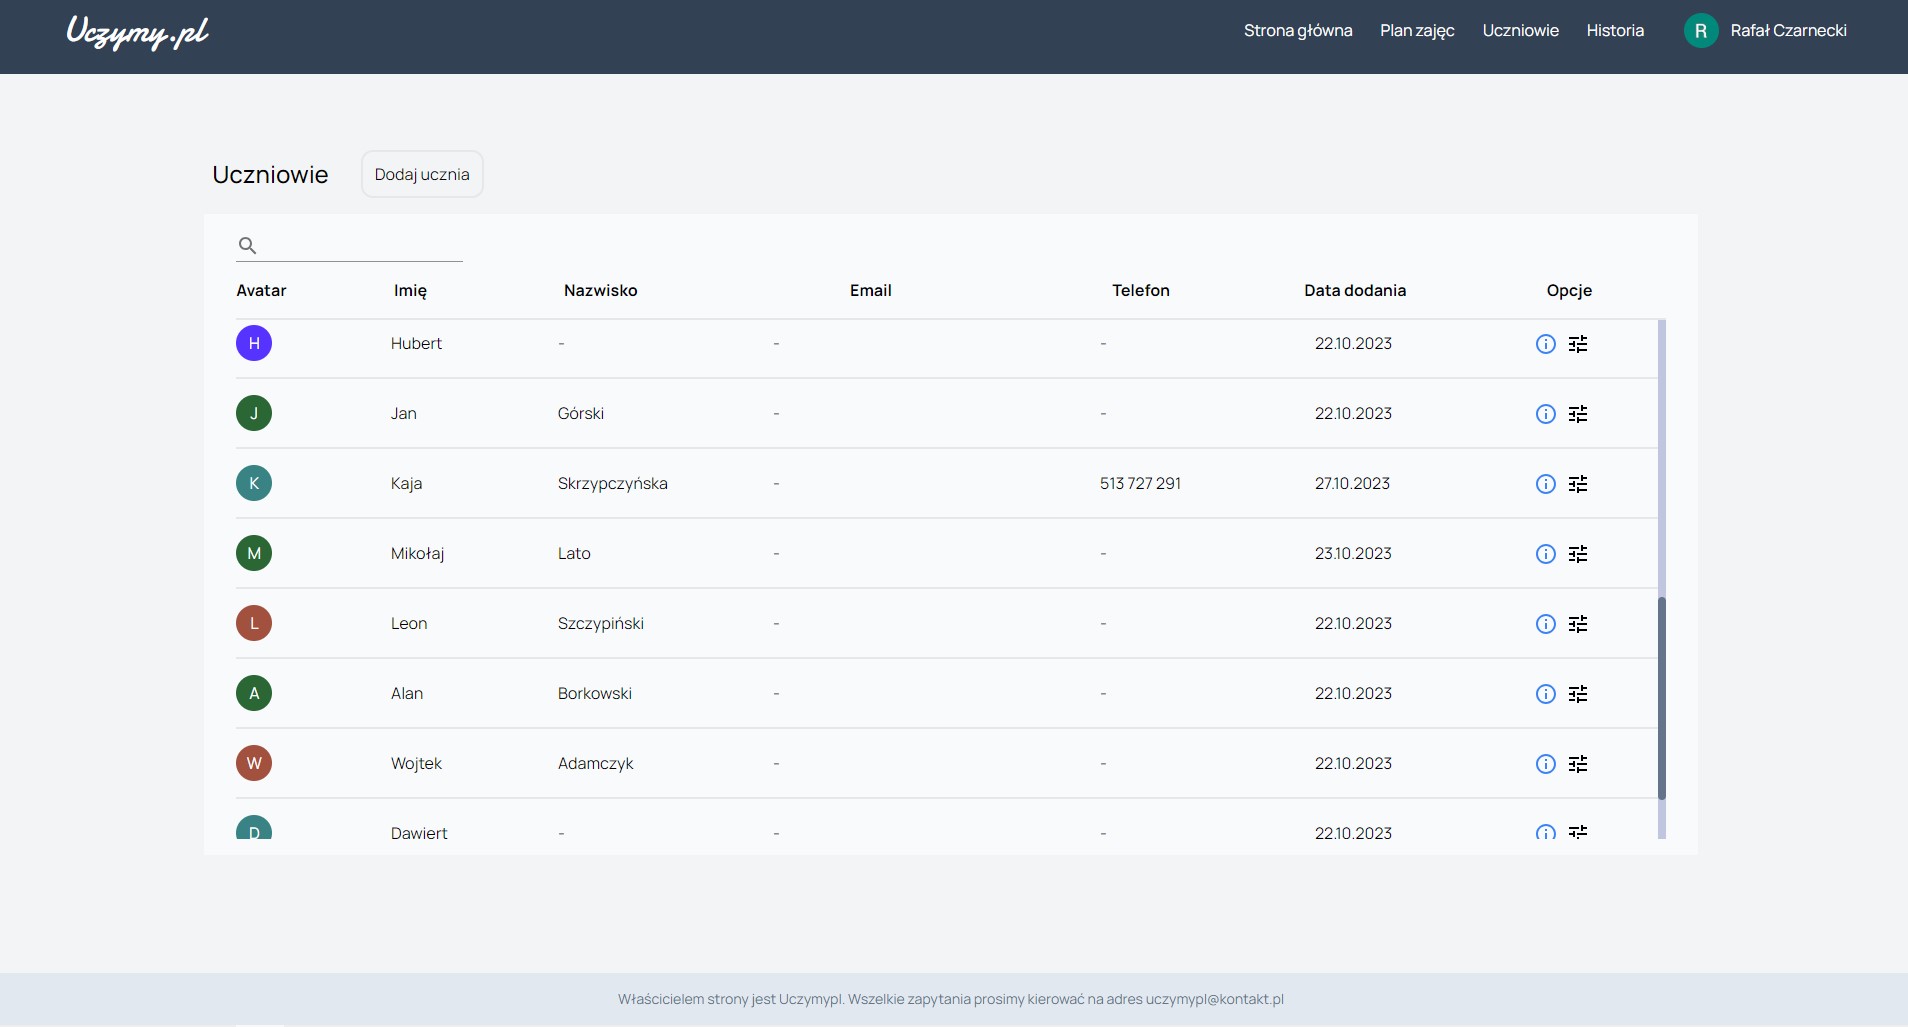 Uczymy.pl Strona główna Plan zajęc Uczniowie Historia R Rafał Czarnecki
Uczniowie Dodaj ucznia
Avatar Imię Nazwisko Email Telefon Data dodania Opcje
H Hubert - - - 22.10.2023
J Jan Górski - - 22.10.2023
K Kaja Skrzypczyńska - 513 727 291 27.10.2023
M Mikołaj Lato - - 23.10.2023
L Leon Szczypiński - - 22.10.2023
A Alan Borkowski - - 22.10.2023
W Wojtek Adamczyk - - 22.10.2023
D Dawiert - - - 22.10.2023
Właścicielem strony jest Uczymypl. Wszelkie zapytania prosimy kierować na adres uczymypl@kontakt.pl